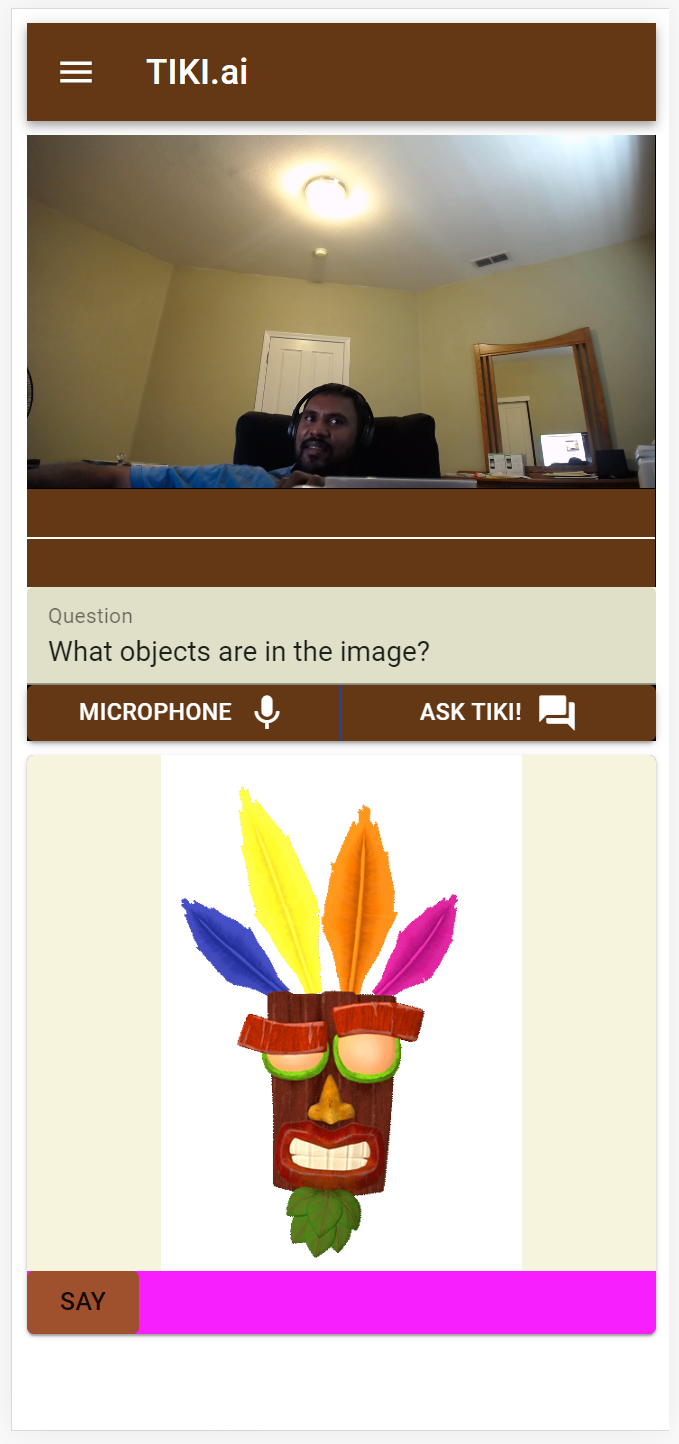 TIKI.ai
Question
What objects are in the image?
MICROPHONE
ASK TIKI!
SAY